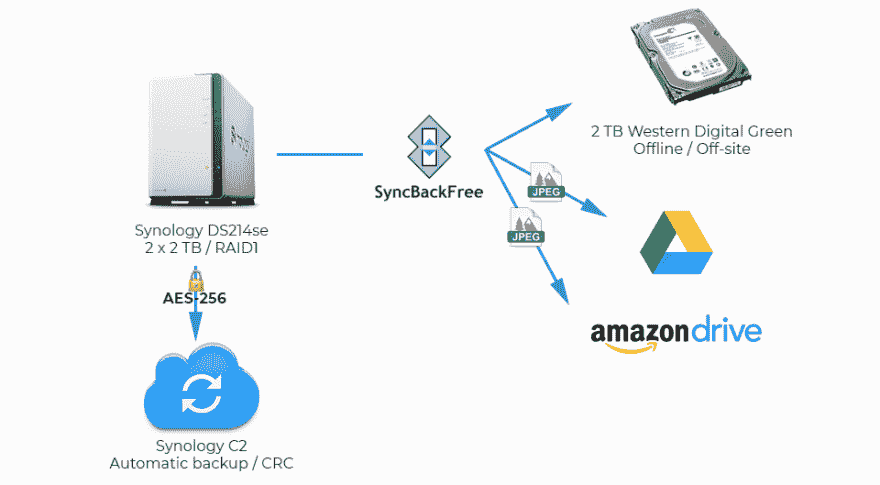 Synology DS214se
2 x 2 TB / RAID1
AES-256
Synology C2
Automatic backup / CRC
SyncBackFree
JPEG
JPEG
2 TB Western Digital Green
Offline / Off-site
amazondrive